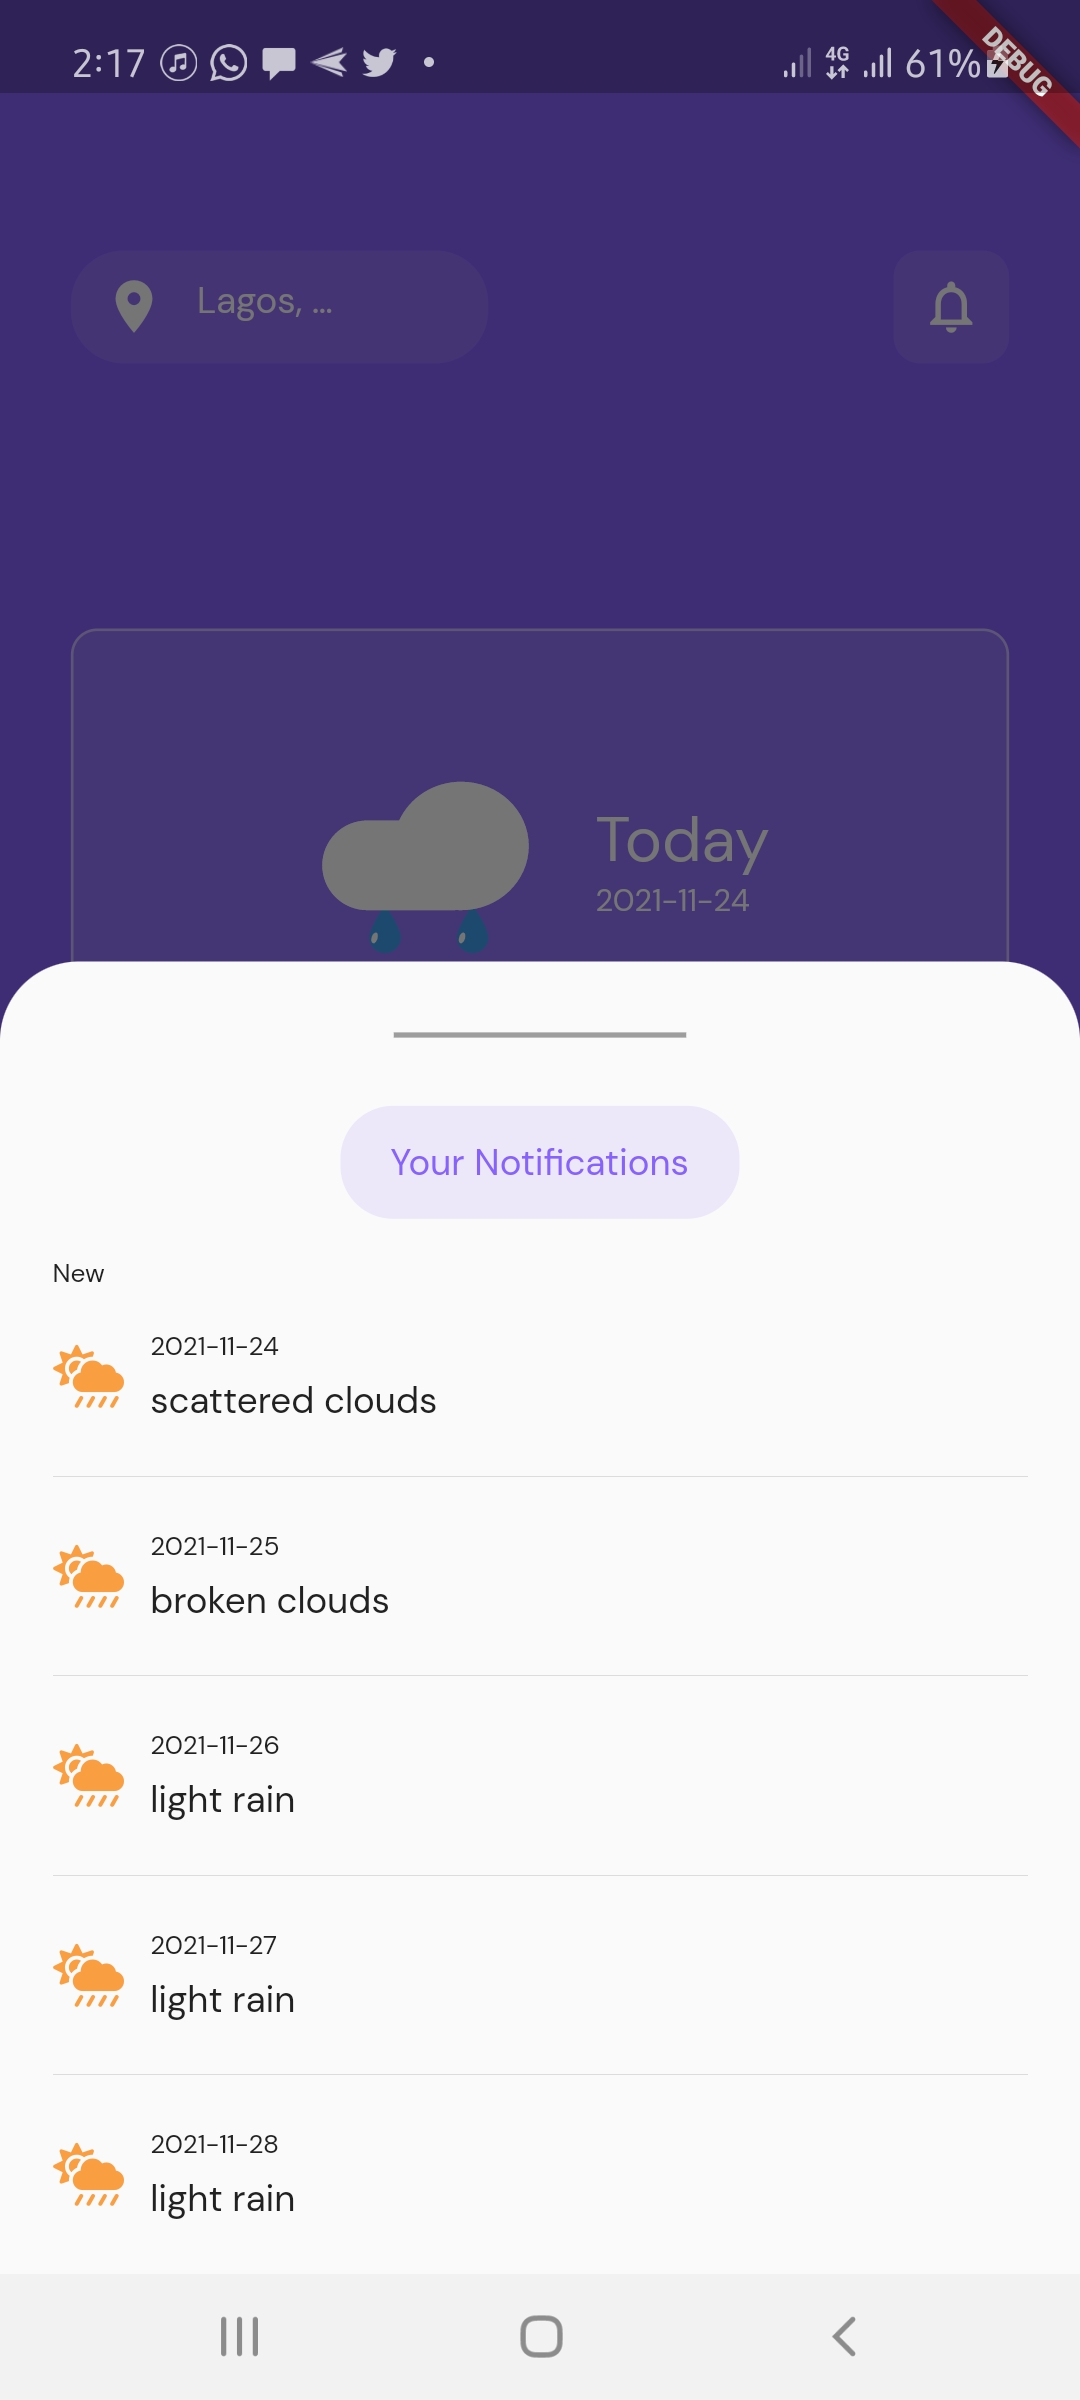 2:17
4G
61%
DEBUG
Lagos, ...
Today
2021-11-24
Your Notifications
New
2021-11-24
scattered clouds
2021-11-25
broken clouds
2021-11-26
light rain
2021-11-27
light rain
2021-11-28
light rain